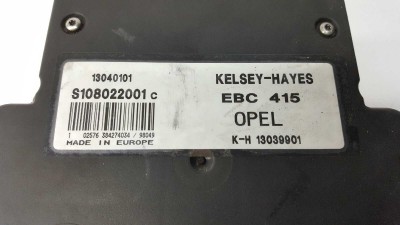 13040101
S108022001 C
1 02576 384274034 / 98049
MADE IN EUROPE
KELSEY-HAYES
EBC 415
OPEL
K-H 13039901